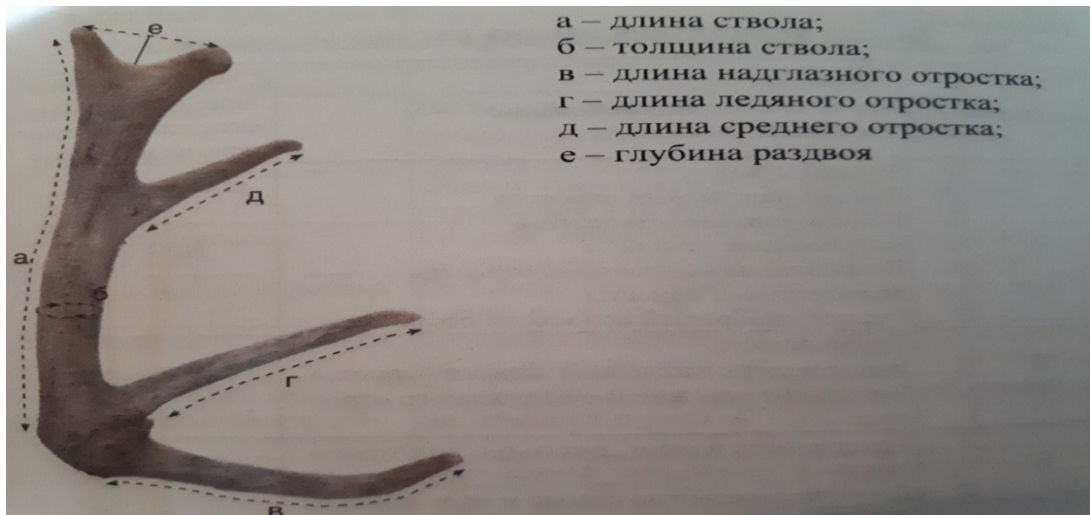 а – длина ствола;
б – толщина ствола;
в – длина надглазного отростка;
г – длина ледяного отростка;
д – длина среднего отростка;
е – глубина раздвоя
е
д
а
б
г
в